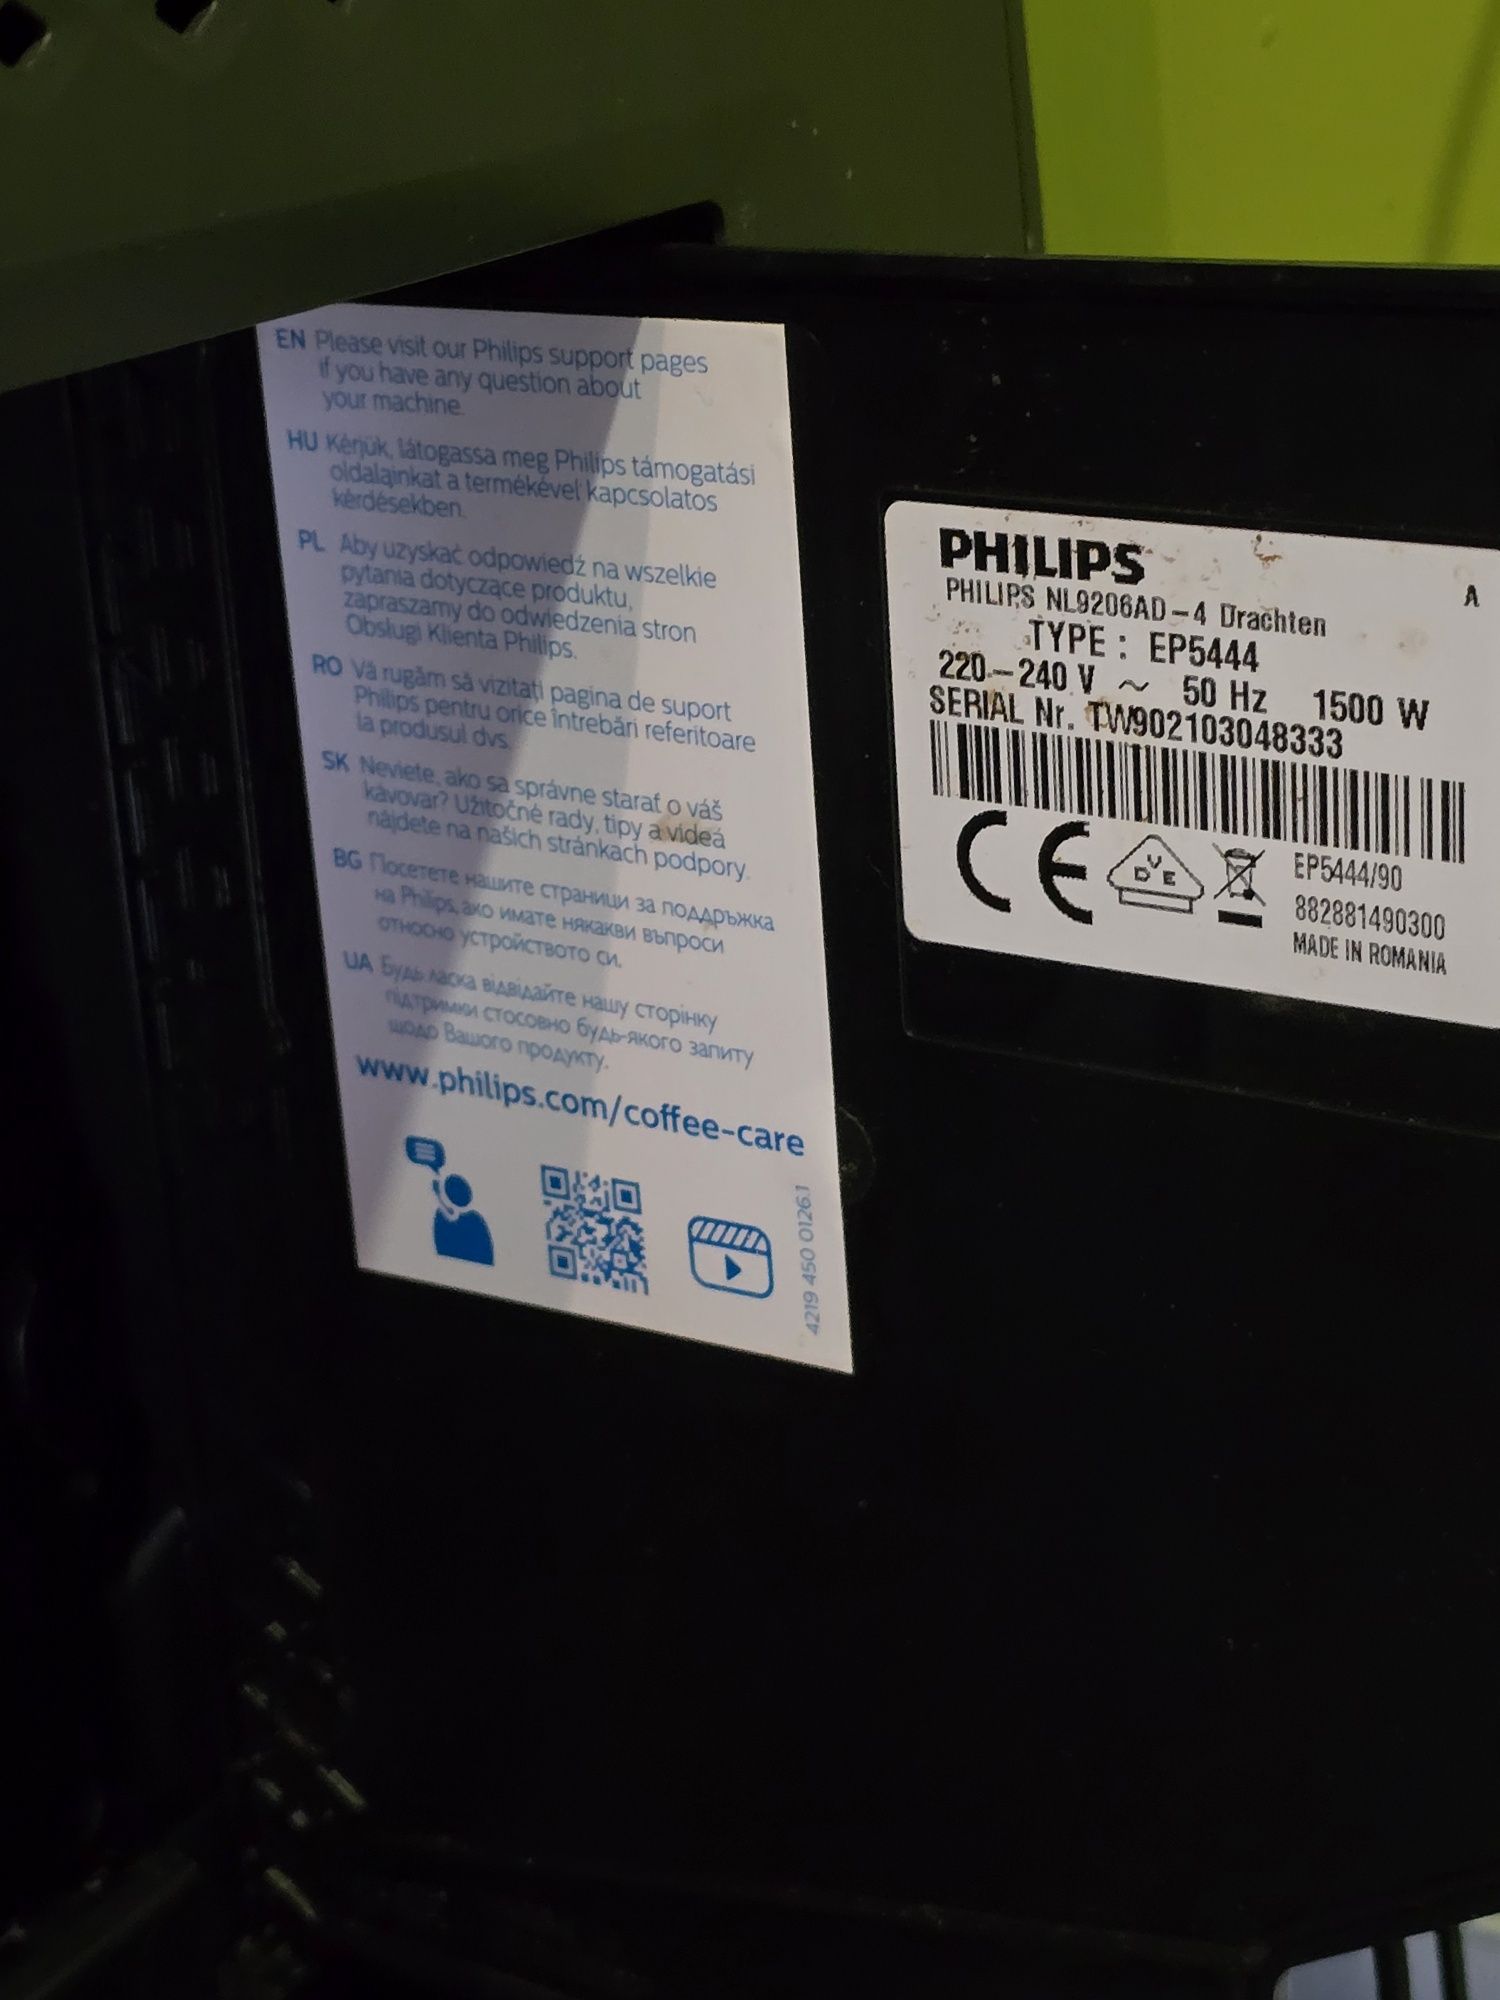 EN Please visit our Philips support pages
if you have any question about
your machine.
HU Kérjük, látogassa meg Philips támogatási
oldalainkat a termékével kapcsolatos
kérdésekben.
PL Aby uzyskać odpowiedź na wszelkie
pytania dotyczące produktu,
zapraszamy do odwiedzenia stron
Obsługi Klienta Philips.
RO Vă rugăm să vizitați pagina de suport
Philips pentru orice întrebări referitoare
la produsul dvs.
SK Neviete, ako sa správne starať o váš
kávovar? Užitočné rady, tipy a videá
nájdete na našich stránkach podpory.
BG Посетете нашите страници за поддръжка
на Philips, ако имате някакви въпроси
относно устройството си.
UA Будь ласка відвідайте нашу сторінку
підтримки стосовно будь-якого запиту
щодо Вашого продукту.
www.philips.com/coffee-care
4219 450 0126.1
PHILIPS
PHILIPS NL9206AD-4 Drachten
A
TYPE : EP5444
220-240 V ~ 50 Hz 1500 W
SERIAL Nr. TW902103048333
CE
VDE
EP5444/90
882881490300
MADE IN ROMANIA